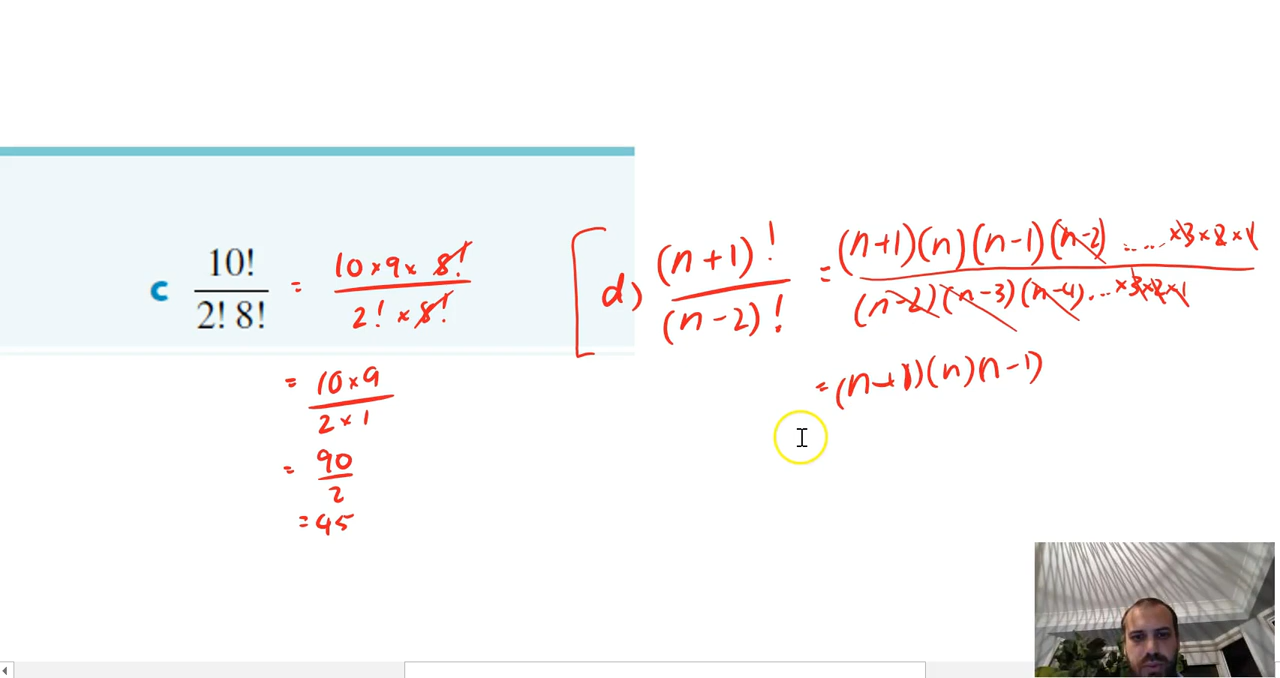 c 10!/2! 8! = 10×9×8!/2!×8!
= 10×9/2×1
= 90/2
= 45
d) (n+1)!/(n-2)! = (n+1)(n)(n-1)(n-2) ..... ×3×2×1/(n-2)(n-3)(n-4)...×3×2×1
= (n+1)(n)(n-1)